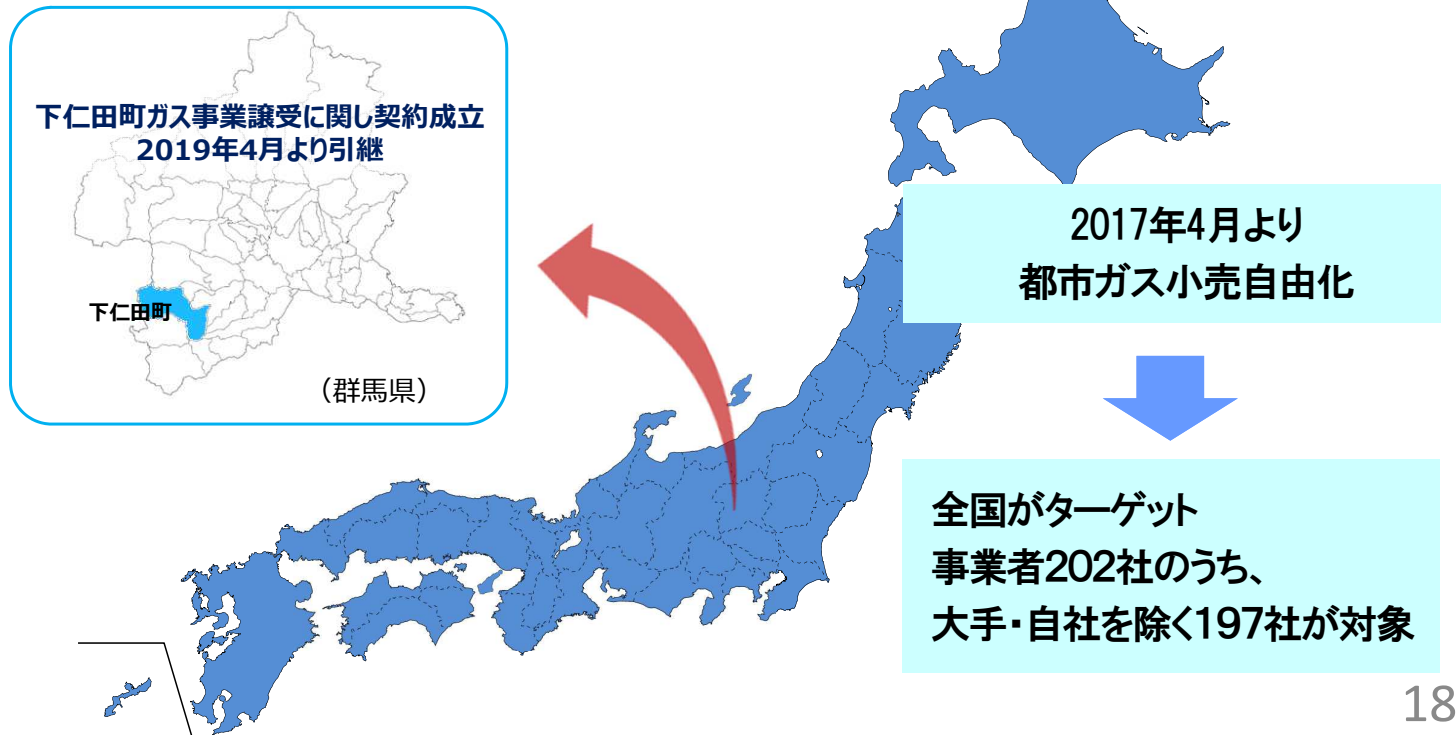 下仁田町ガス事業譲受に関し契約成立
2019年4月より引継
下仁田町
（群馬県）
2017年4月より
都市ガス小売自由化
全国がターゲット
事業者202社のうち、
大手・自社を除く197社が対象
18